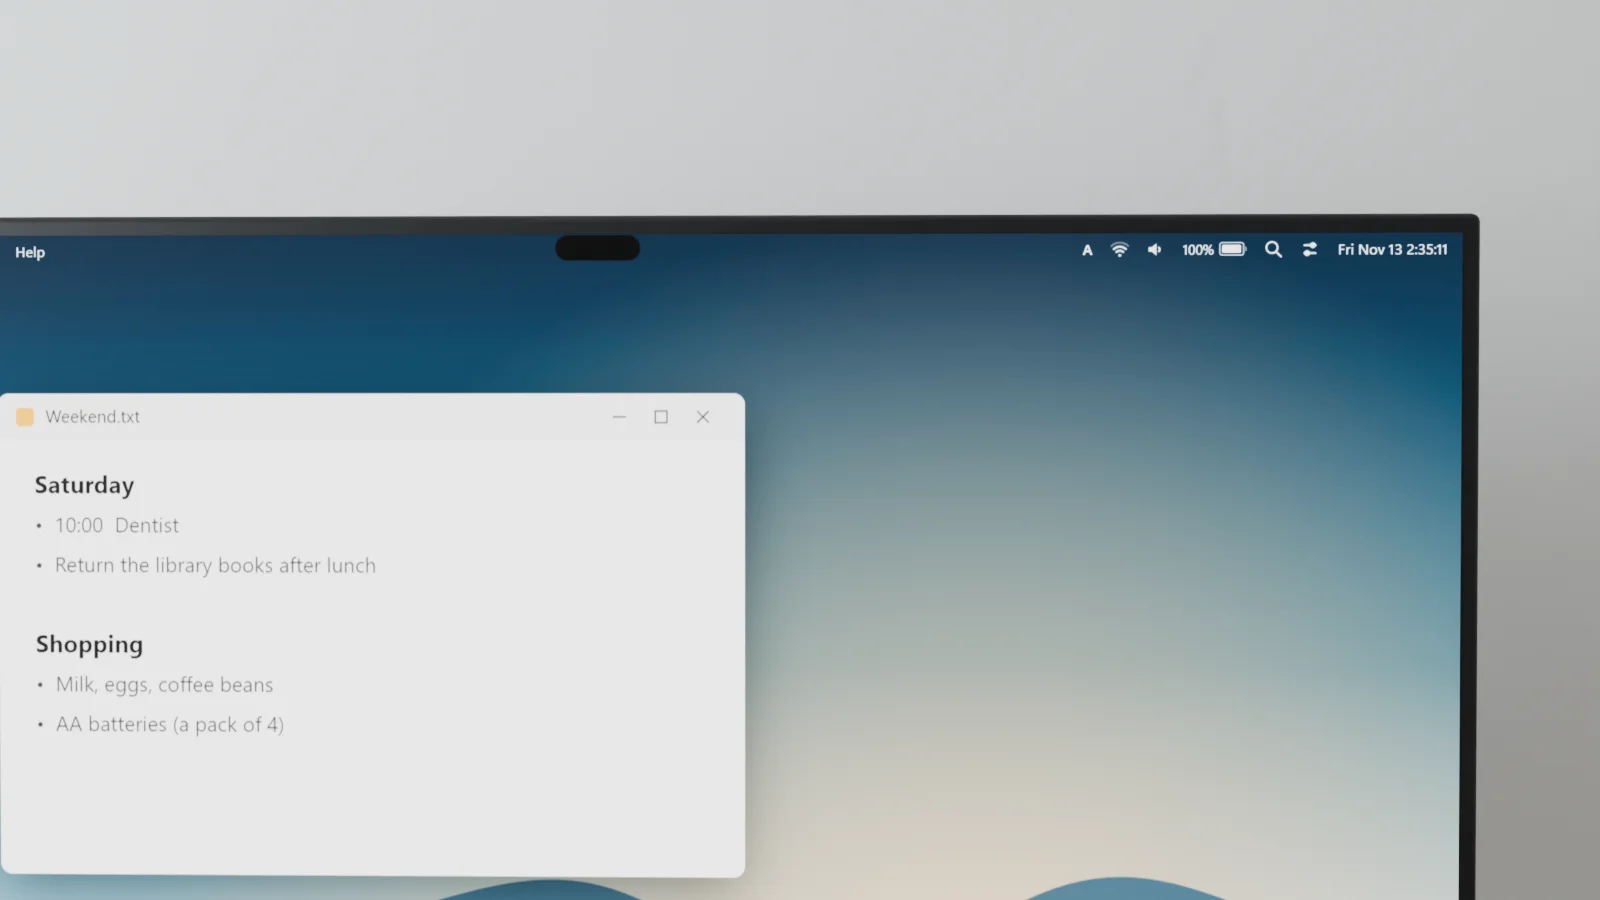 Help
A 100% Fri Nov 13 2:35:11
Weekend.txt
Saturday
• 10:00 Dentist
• Return the library books after lunch
Shopping
• Milk, eggs, coffee beans
• AA batteries (a pack of 4)